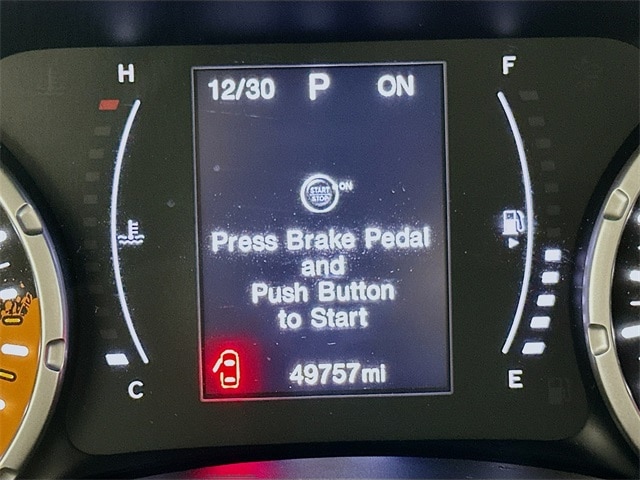 H
F
12/30 P ON
START
STOP
ON
Press Brake Pedal
and
Push Button
to Start
49757mi
C
E